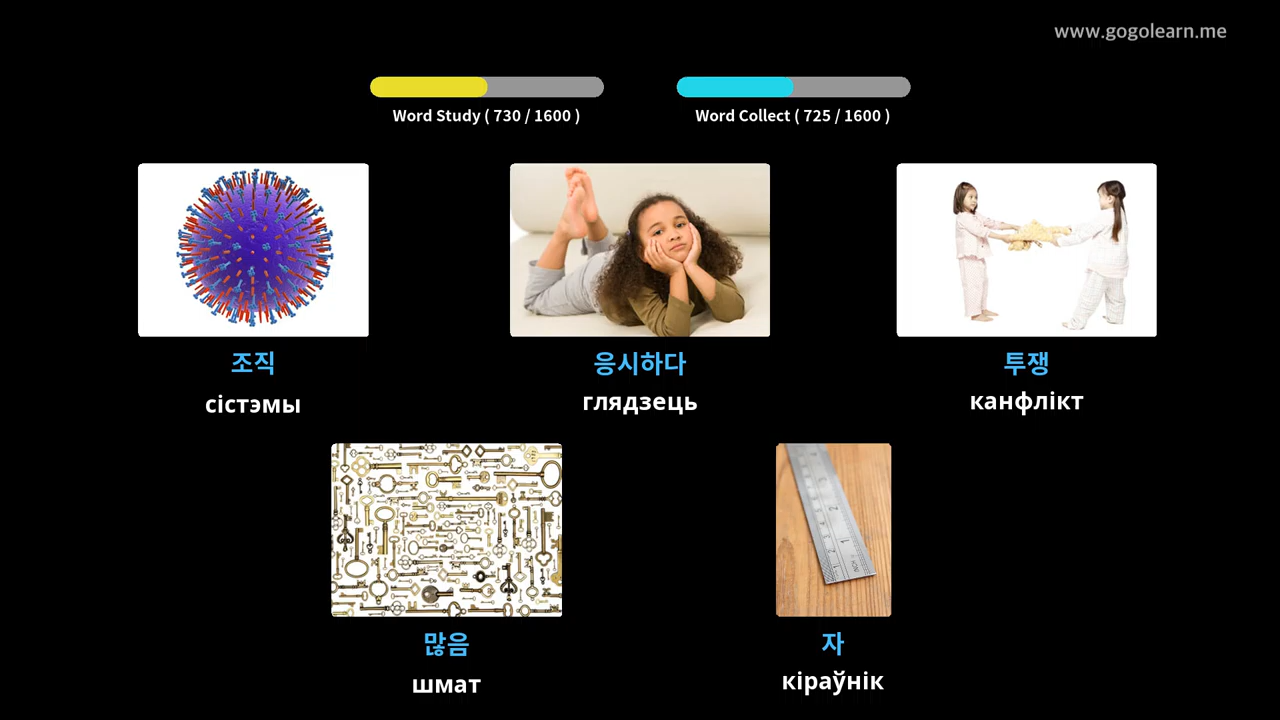 www.gogolearn.me
Word Study ( 730 / 1600 )
Word Collect ( 725 / 1600 )
조직
сістэмы
응시하다
глядзець
투쟁
канфлікт
많음
шмат
자
кіраўнік